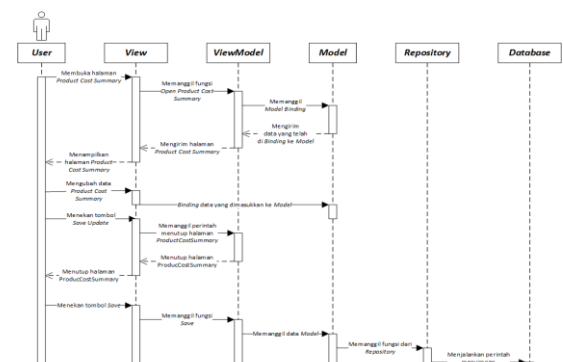 User
View
ViewModel
Model
Repository
Database
Membuka halaman
Product Cost Summary
Memanggil fungsi
Open Product Cost
Summary
Memanggil
Model Binding
Mengirim
data yang telah
di Binding ke Model
Mengirim halaman
Product Cost Summary
Menampilkan
halaman Product
Cost Summary
Mengubah data
Product Cost
Summary
Binding data yang dimasukkan ke Model
Menekan tombol
Save Update
Memanggil perintah
menutup halaman
ProductCostSummary
Menutup halaman
ProducCostSummary
Menutup halaman
ProducCostSummary
Menekan tombol Save
Memanggil fungsi
Save
Memanggil data Model
Memanggil fungsi dari
Repository
Menjalankan perintah